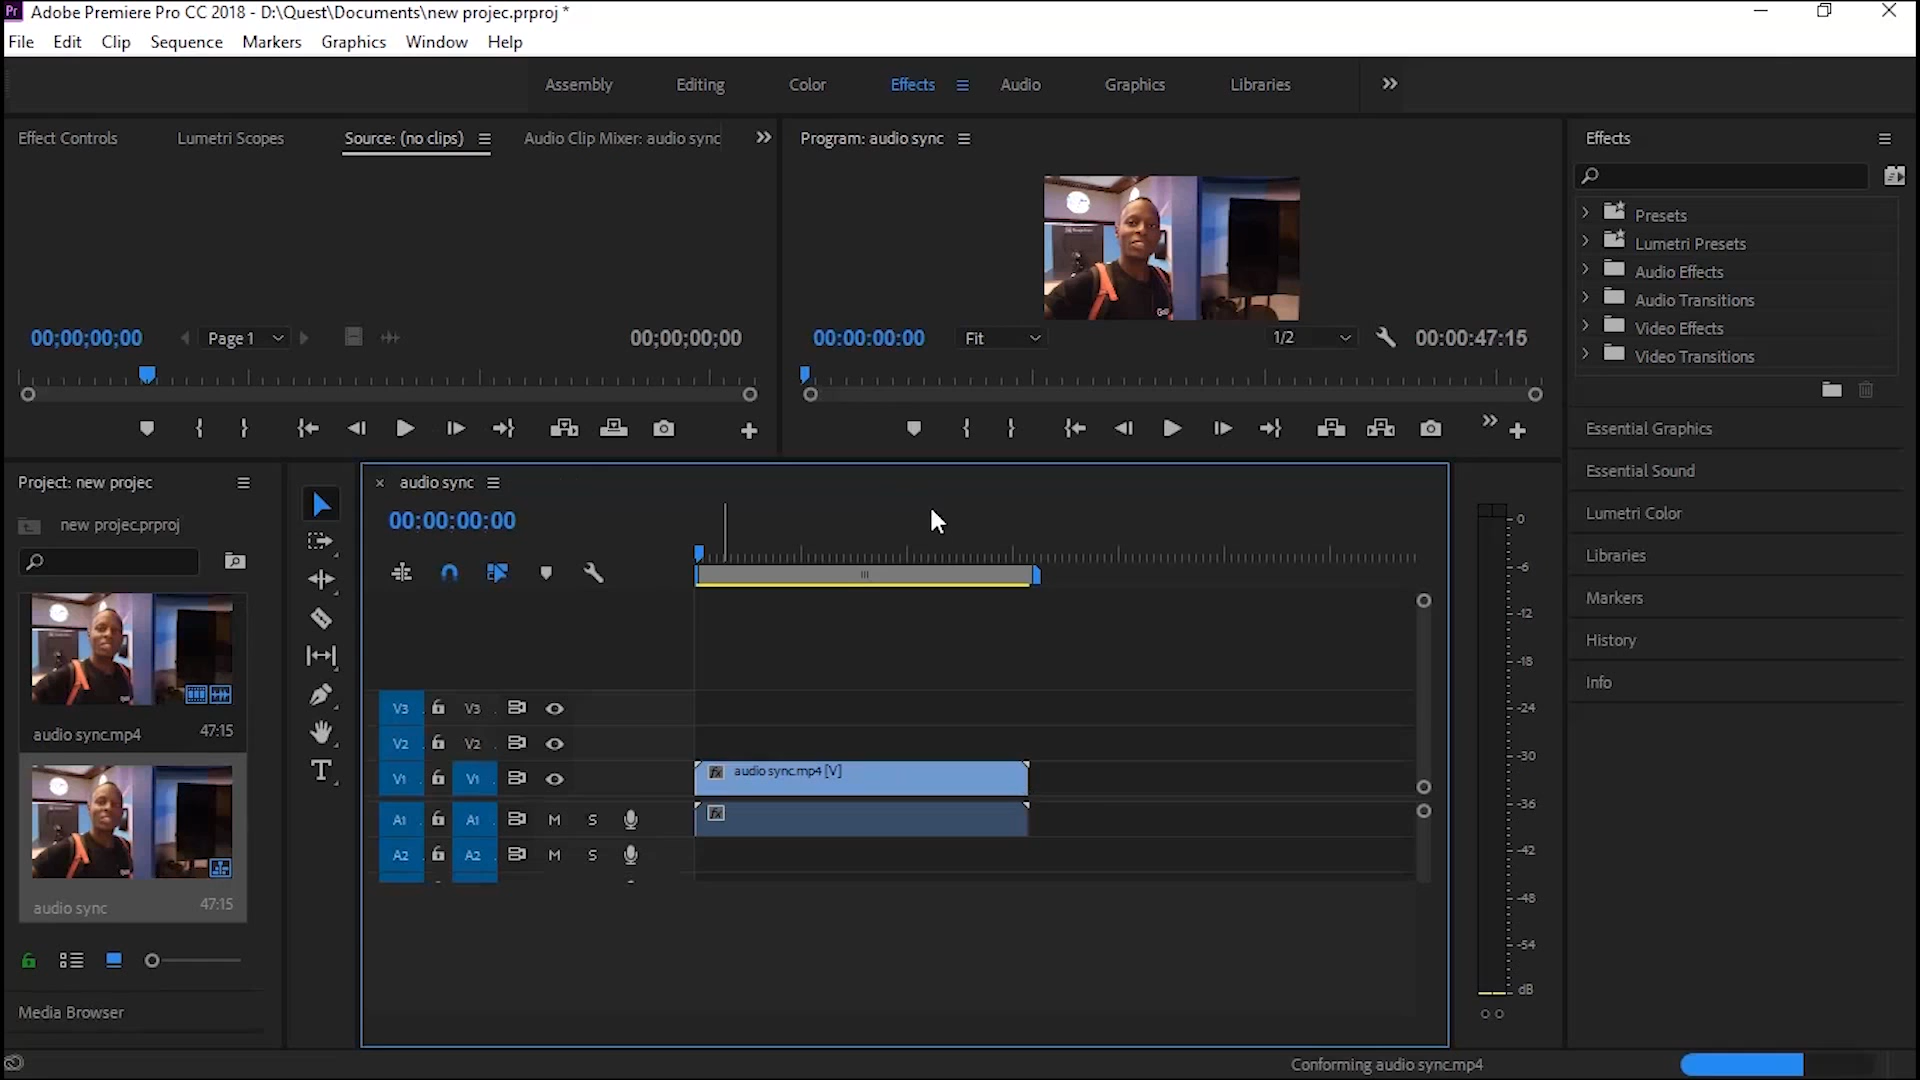 Pr Adobe Premiere Pro CC 2018 - D:\Quest\Documents\new projec.prproj *
File Edit Clip Sequence Markers Graphics Window Help
Assembly Editing Color Effects Audio Graphics Libraries
Effect Controls Lumetri Scopes Source: (no clips) Audio Clip Mixer: audio sync
Program: audio sync
Effects
Presets
Lumetri Presets
Audio Effects
Audio Transitions
Video Effects
Video Transitions
00;00;00;00 Page 1 00;00;00;00
00:00:00:00 Fit 1/2 00:00:47:15
Essential Graphics
Essential Sound
Lumetri Color
Libraries
Markers
History
Info
Project: new projec
new projec.prproj
audio sync.mp4 47:15
audio sync 47:15
Media Browser
× audio sync
00:00:00:00
V3 V3
V2 V2
V1 V1
A1 A1 M S
A2 A2 M S
fx audio sync.mp4 [V]
fx
0
-6
-12
-18
-24
-30
-36
-42
-48
-54
dB
Conforming audio sync.mp4